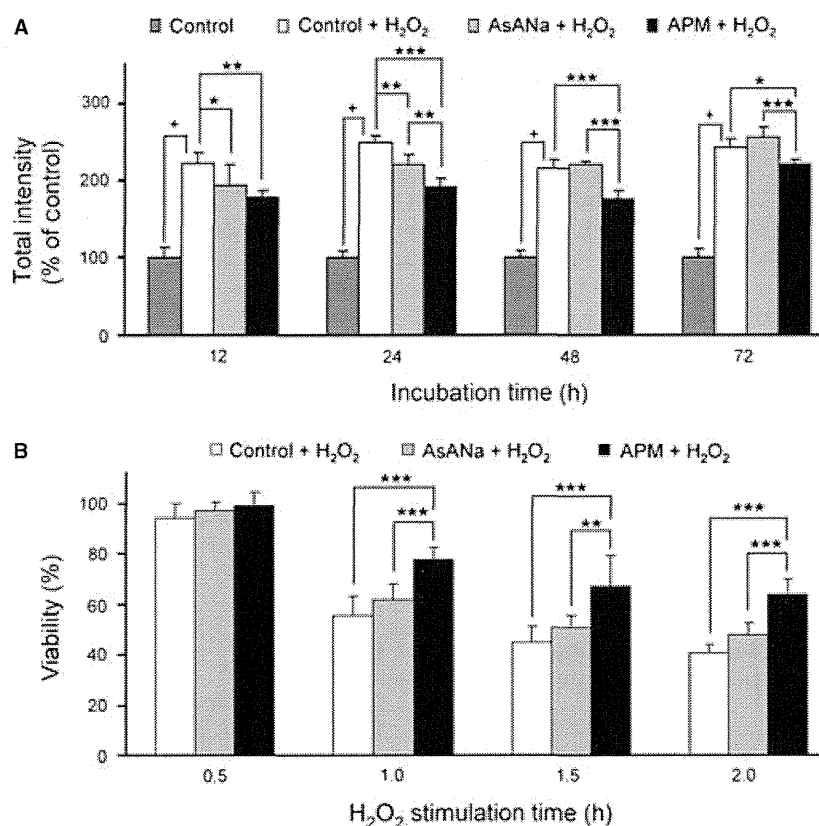 A
Control Control + H₂O₂ AsANa + H₂O₂ APM + H₂O₂
*** 
** ***
* ** *** *
+ + ** + *** + ***
300
200
100
0
Total intensity
(% of control)
12 24 48 72
Incubation time (h)
B
Control + H₂O₂ AsANa + H₂O₂ APM + H₂O₂
*** *** ***
*** ** ***
100
80
60
40
20
0
Viability (%)
0.5 1.0 1.5 2.0
H₂O₂ stimulation time (h)